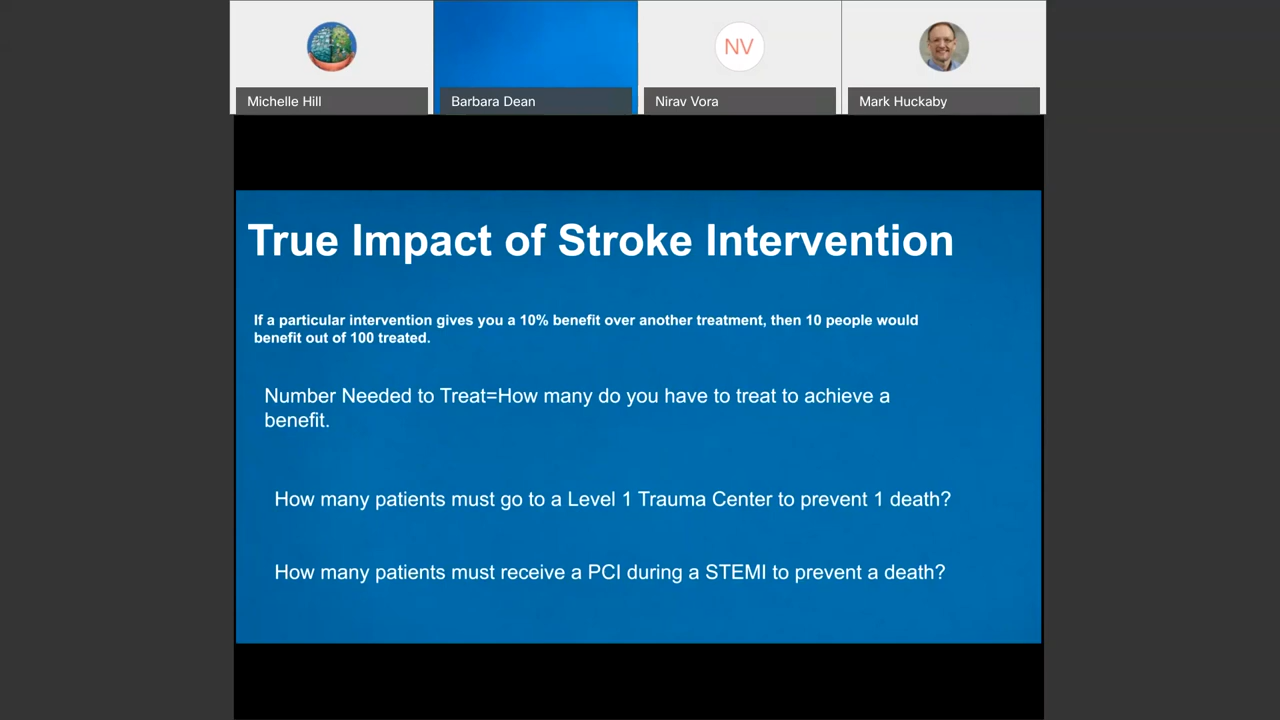 Michelle Hill
Barbara Dean
NV
Nirav Vora
Mark Huckaby
True Impact of Stroke Intervention
If a particular intervention gives you a 10% benefit over another treatment, then 10 people would
benefit out of 100 treated.
Number Needed to Treat=How many do you have to treat to achieve a
benefit.
How many patients must go to a Level 1 Trauma Center to prevent 1 death?
How many patients must receive a PCI during a STEMI to prevent a death?